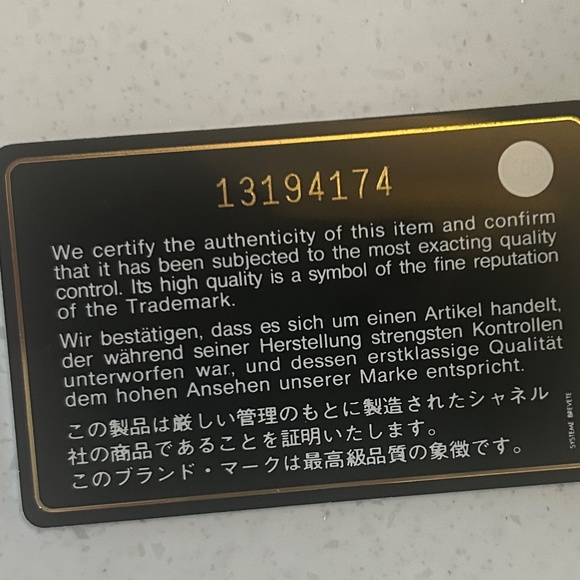 13194174
We certify the authenticity of this item and confirm
that it has been subjected to the most exacting quality
control. Its high quality is a symbol of the fine reputation
of the Trademark.
Wir bestätigen, dass es sich um einen Artikel handelt,
der während seiner Herstellung strengsten Kontrollen
unterworfen war, und dessen erstklassige Qualität
dem hohen Ansehen unserer Marke entspricht.
この製品は厳しい管理のもとに製造されたシャネル
社の商品であることを証明いたします。
このブランド・マークは最高級品質の象徴です。
SYSTEME BREVETE